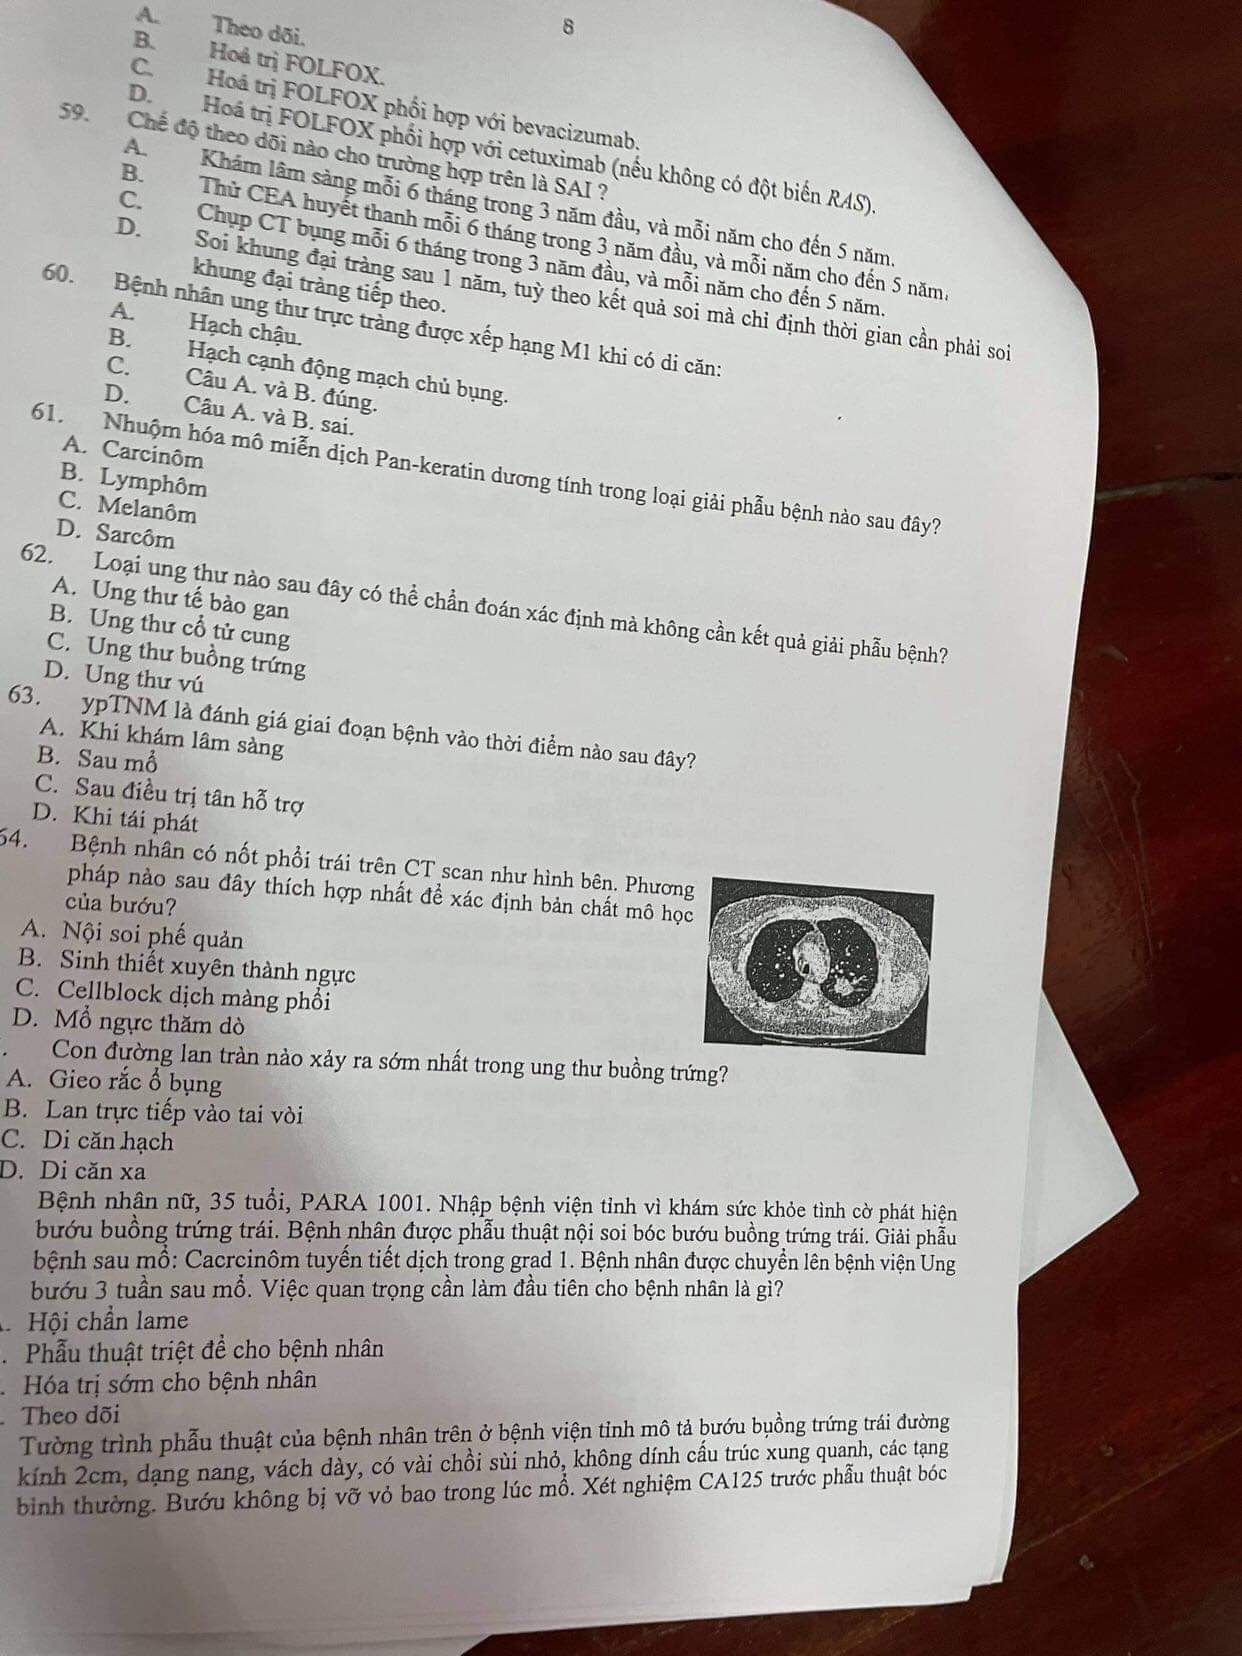 8
A. Theo dõi.
B. Hoá trị FOLFOX.
C. Hoá trị FOLFOX phối hợp với bevacizumab.
D. Hoá trị FOLFOX phối hợp với cetuximab (nếu không có đột biến RAS).
59. Chế độ theo dõi nào cho trường hợp trên là SAI ?
A. Khám lâm sàng mỗi 6 tháng trong 3 năm đầu, và mỗi năm cho đến 5 năm.
B. Thử CEA huyết thanh mỗi 6 tháng trong 3 năm đầu, và mỗi năm cho đến 5 năm.
C. Chụp CT bụng mỗi 6 tháng trong 3 năm đầu, và mỗi năm cho đến 5 năm.
D. Soi khung đại tràng sau 1 năm, tuỳ theo kết quả soi mà chỉ định thời gian cần phải soi
khung đại tràng tiếp theo.
60. Bệnh nhân ung thư trực tràng được xếp hạng M1 khi có di căn:
A. Hạch chậu.
B. Hạch cạnh động mạch chủ bụng.
C. Câu A. và B. đúng.
D. Câu A. và B. sai.
61. Nhuộm hóa mô miễn dịch Pan-keratin dương tính trong loại giải phẫu bệnh nào sau đây?
A. Carcinôm
B. Lymphôm
C. Melanôm
D. Sarcôm
62. Loại ung thư nào sau đây có thể chẩn đoán xác định mà không cần kết quả giải phẫu bệnh?
A. Ung thư tế bào gan
B. Ung thư cổ tử cung
C. Ung thư buồng trứng
D. Ung thư vú
63. ypTNM là đánh giá giai đoạn bệnh vào thời điểm nào sau đây?
A. Khi khám lâm sàng
B. Sau mổ
C. Sau điều trị tân hỗ trợ
D. Khi tái phát
64. Bệnh nhân có nốt phổi trái trên CT scan như hình bên. Phương
pháp nào sau đây thích hợp nhất để xác định bản chất mô học
của bướu?
A. Nội soi phế quản
B. Sinh thiết xuyên thành ngực
C. Cellblock dịch màng phổi
D. Mổ ngực thăm dò
. Con đường lan tràn nào xảy ra sớm nhất trong ung thư buồng trứng?
A. Gieo rắc ổ bụng
B. Lan trực tiếp vào tai vòi
C. Di căn hạch
D. Di căn xa
Bệnh nhân nữ, 35 tuổi, PARA 1001. Nhập bệnh viện tỉnh vì khám sức khỏe tình cờ phát hiện
bướu buồng trứng trái. Bệnh nhân được phẫu thuật nội soi bóc bướu buồng trứng trái. Giải phẫu
bệnh sau mổ: Cacrcinôm tuyến tiết dịch trong grad 1. Bệnh nhân được chuyển lên bệnh viện Ung
bướu 3 tuần sau mổ. Việc quan trọng cần làm đầu tiên cho bệnh nhân là gì?
. Hội chẩn lame
. Phẫu thuật triệt để cho bệnh nhân
. Hóa trị sớm cho bệnh nhân
. Theo dõi
Tường trình phẫu thuật của bệnh nhân trên ở bệnh viện tỉnh mô tả bướu buồng trứng trái đường
kính 2cm, dạng nang, vách dày, có vài chồi sùi nhỏ, không dính cấu trúc xung quanh, các tạng
bình thường. Bướu không bị vỡ vỏ bao trong lúc mổ. Xét nghiệm CA125 trước phẫu thuật bóc